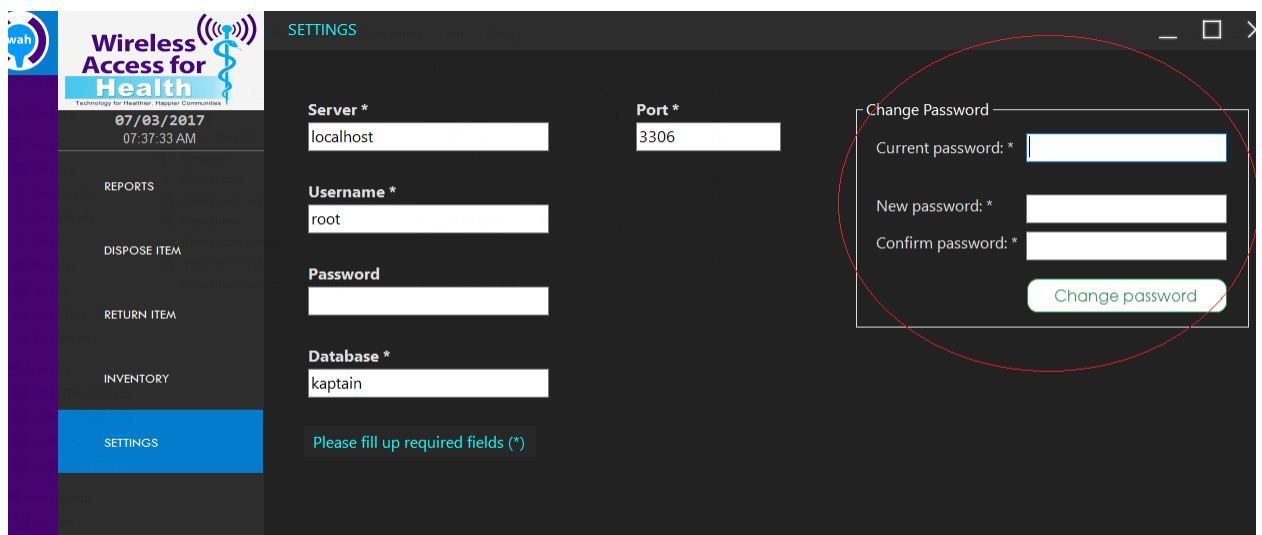 wah
Wireless
Access for
Health
Technology for Healthier, Happier Communities
07/03/2017
07:37:33 AM
REPORTS
DISPOSE ITEM
RETURN ITEM
INVENTORY
SETTINGS
SETTINGS
Server *
localhost
Port *
3306
Username *
root
Password
Database *
kaptain
Please fill up required fields (*)
Change Password
Current password: *
New password: *
Confirm password: *
Change password